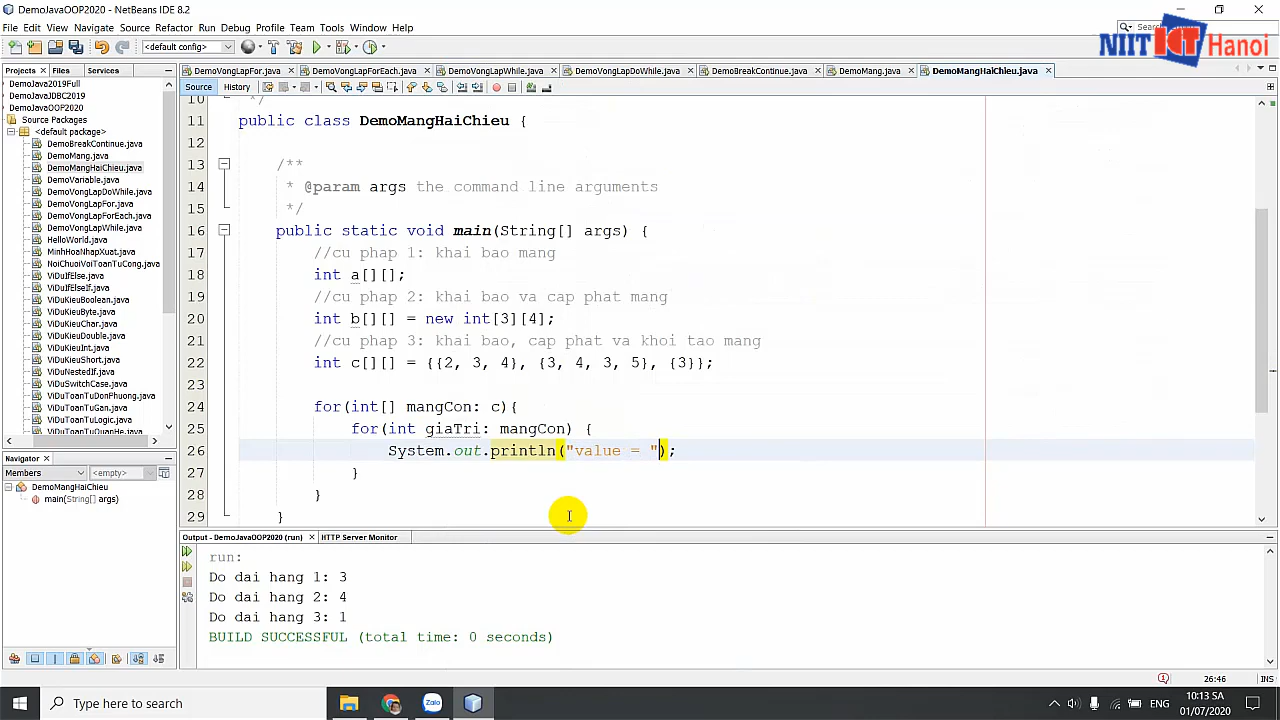 DemoJavaOOP2020 - NetBeans IDE 8.2
File Edit View Navigate Source Refactor Run Debug Profile Team Tools Window Help
Search
NIIT ICT Hanoi
<default config>
Projects Files Services
DemoVongLapFor.java DemoVongLapForEach.java DemoVongLapWhile.java DemoVongLapDoWhile.java DemoBreakContinue.java DemoMang.java DemoMangHaiChieu.java
Source History
DemoJava2019Full
DemoJavaJDBC2019
DemoJavaOOP2020
Source Packages
<default package>
DemoBreakContinue.java
DemoMang.java
DemoMangHaiChieu.java
DemoVariable.java
DemoVongLapDoWhile.java
DemoVongLapFor.java
DemoVongLapForEach.java
DemoVongLapWhile.java
HelloWorld.java
MinhHoaNhapXuat.java
NoiChuoiVoiToanTuCong.java
ViDuIfElse.java
ViDuElseIf.java
ViDuKieuBoolean.java
ViDuKieuByte.java
ViDuKieuChar.java
ViDuKieuDouble.java
ViDuKieuInt.java
ViDuKieuShort.java
ViDuNestedIf.java
ViDuSwitchCase.java
ViDuToanTuDonPhuong.java
ViDuToanTuGan.java
ViDuToanTuLogic.java
ViDuToanTuQuanHe.java
Navigator
Members <empty>
DemoMangHaiChieu
main(String[] args)
10 */
11 public class DemoMangHaiChieu {
12
13 /**
14 * @param args the command line arguments
15 */
16 public static void main(String[] args) {
17 //cu phap 1: khai bao mang
18 int a[][];
19 //cu phap 2: khai bao va cap phat mang
20 int b[][] = new int[3][4];
21 //cu phap 3: khai bao, cap phat va khoi tao mang
22 int c[][] = {{2, 3, 4}, {3, 4, 3, 5}, {3}};
23
24 for(int[] mangCon: c){
25 for(int giaTri: mangCon) {
26 System.out.println("value = ");
27 }
28 }
29 }
Output - DemoJavaOOP2020 (run) HTTP Server Monitor
run:
Do dai hang 1: 3
Do dai hang 2: 4
Do dai hang 3: 1
BUILD SUCCESSFUL (total time: 0 seconds)
26:46 INS
Type here to search
Zalo
ENG
10:13 SA
01/07/2020